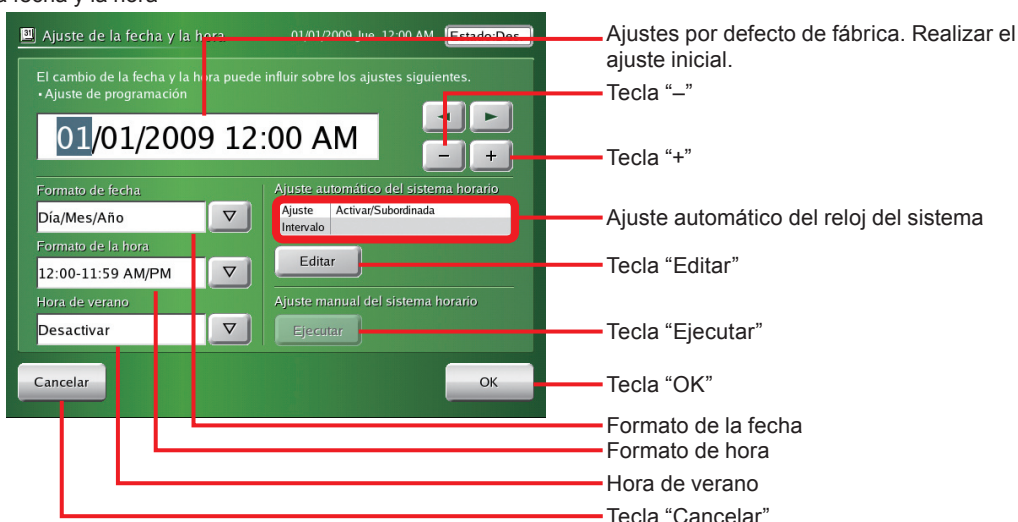 a fecha y la hora
Ajuste de la fecha y la hora 01/01/2009 Jue 12:00 AM Estado:Des.
El cambio de la fecha y la hora puede influir sobre los ajustes siguientes.
• Ajuste de programación
01/01/2009 12:00 AM
◄ ►
– +
Formato de fecha
Día/Mes/Año
Formato de la hora
12:00-11:59 AM/PM
Hora de verano
Desactivar
Ajuste automático del sistema horario
Ajuste Activar/Subordinada
Intervalo
Editar
Ajuste manual del sistema horario
Ejecutar
Cancelar
OK
Ajustes por defecto de fábrica. Realizar el
ajuste inicial.
Tecla “–”
Tecla “+”
Ajuste automático del reloj del sistema
Tecla “Editar”
Tecla “Ejecutar”
Tecla “OK”
Formato de la fecha
Formato de hora
Hora de verano
Tecla “Cancelar”